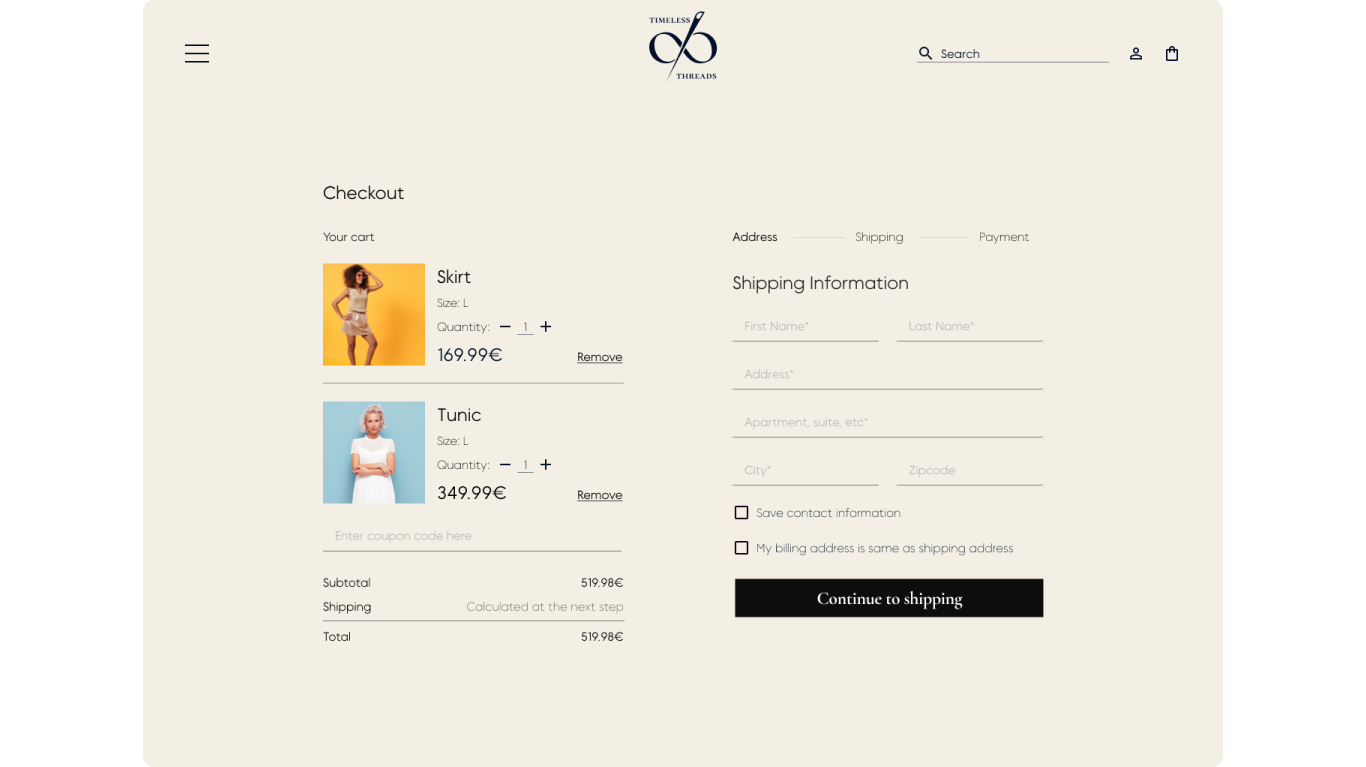 TIMELESS
THREADS
Search
Checkout
Your cart
Skirt
Size: L
Quantity: 1
169.99€
Remove
Tunic
Size: L
Quantity: 1
349.99€
Remove
Enter coupon code here
Subtotal 519.98€
Shipping Calculated at the next step
Total 519.98€
Address Shipping Payment
Shipping Information
First Name* Last Name*
Address*
Apartment, suite, etc*
City* Zipcode
Save contact information
My billing address is same as shipping address
Continue to shipping